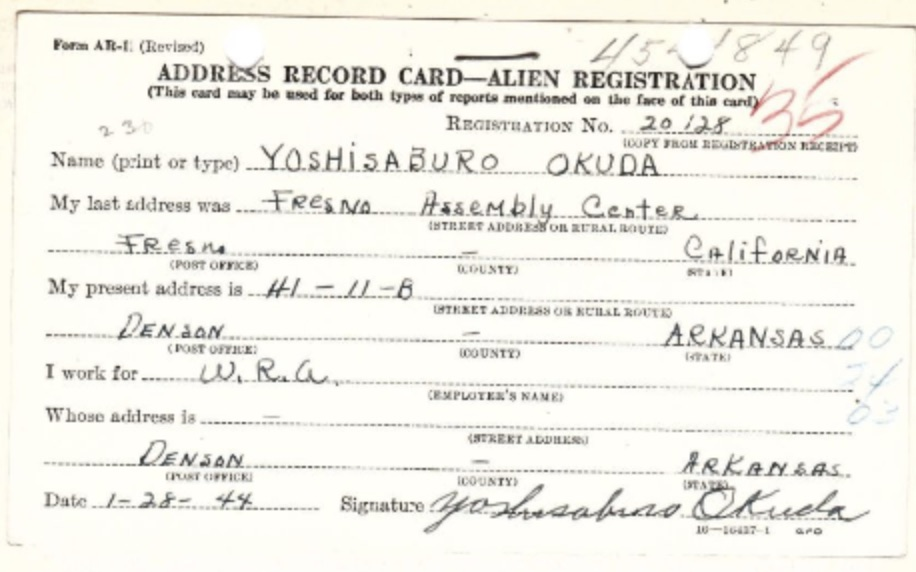 Form AR-11 (Revised)
45-1849
ADDRESS RECORD CARD—ALIEN REGISTRATION
(This card may be used for both types of reports mentioned on the face of this card)
35
230
REGISTRATION No. 20128
(COPY FROM REGISTRATION RECEIPT)
Name (print or type) YOSHISABURO OKUDA
My last address was Fresno Assembly Center
(STREET ADDRESS OR RURAL ROUTE)
Fresno — California
(POST OFFICE) (COUNTY) (STATE)
My present address is 41-11-B
(STREET ADDRESS OR RURAL ROUTE)
DENSON — ARKANSAS 00
(POST OFFICE) (COUNTY) (STATE)
24
I work for W.R.A.
(EMPLOYER'S NAME)
03
Whose address is —
(STREET ADDRESS)
DENSON — ARKANSAS.
(POST OFFICE) (COUNTY) (STATE)
Date 1-28-44 Signature Yoshisaburo Okuda
16—16437-1 GPO